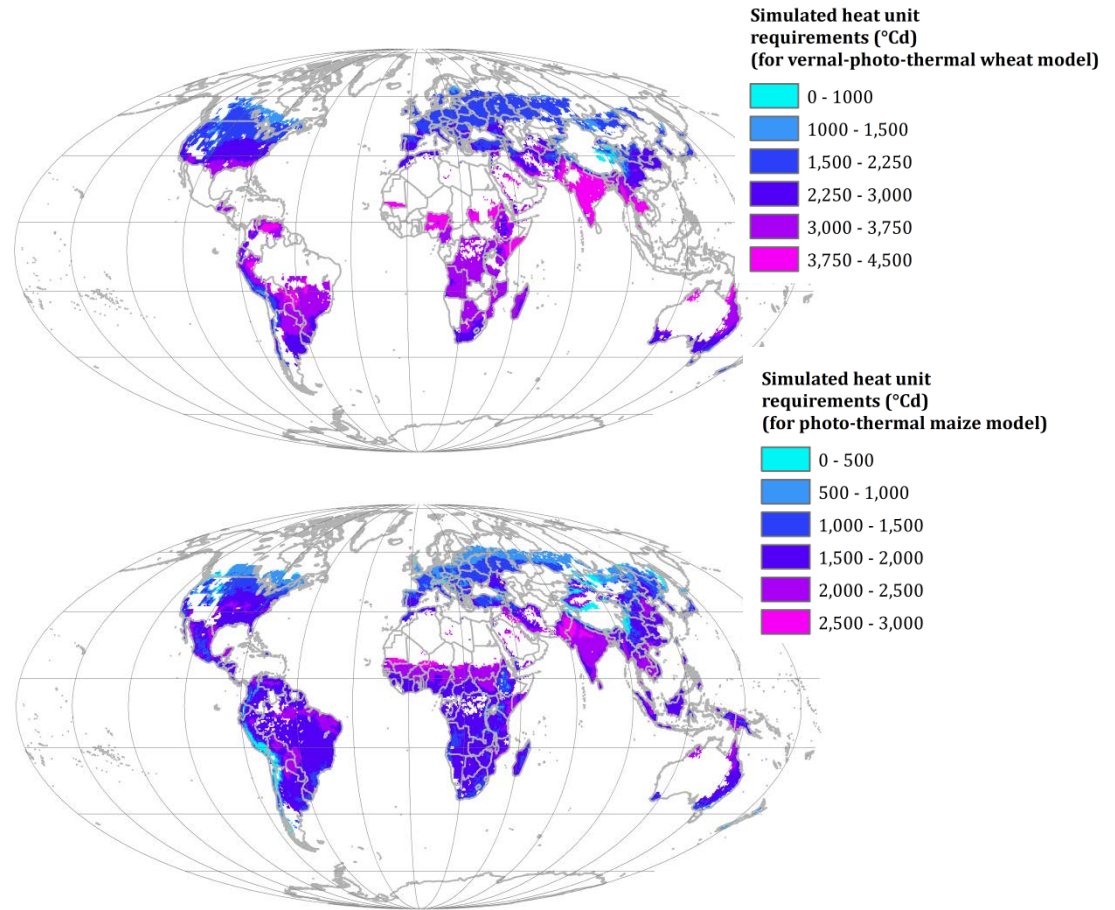 Simulated heat unit
requirements (°Cd)
(for vernal-photo-thermal wheat model)
0 - 1000
1000 - 1,500
1,500 - 2,250
2,250 - 3,000
3,000 - 3,750
3,750 - 4,500
Simulated heat unit
requirements (°Cd)
(for photo-thermal maize model)
0 - 500
500 - 1,000
1,000 - 1,500
1,500 - 2,000
2,000 - 2,500
2,500 - 3,000